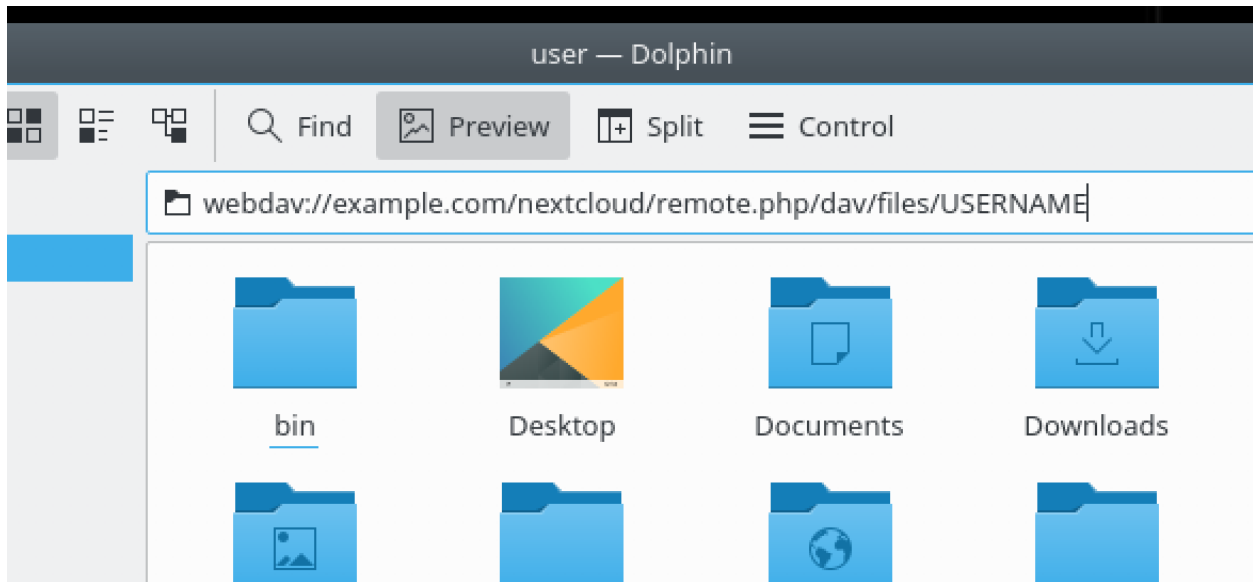 user — Dolphin
Find Preview Split Control
webdav://example.com/nextcloud/remote.php/dav/files/USERNAME
bin Desktop Documents Downloads